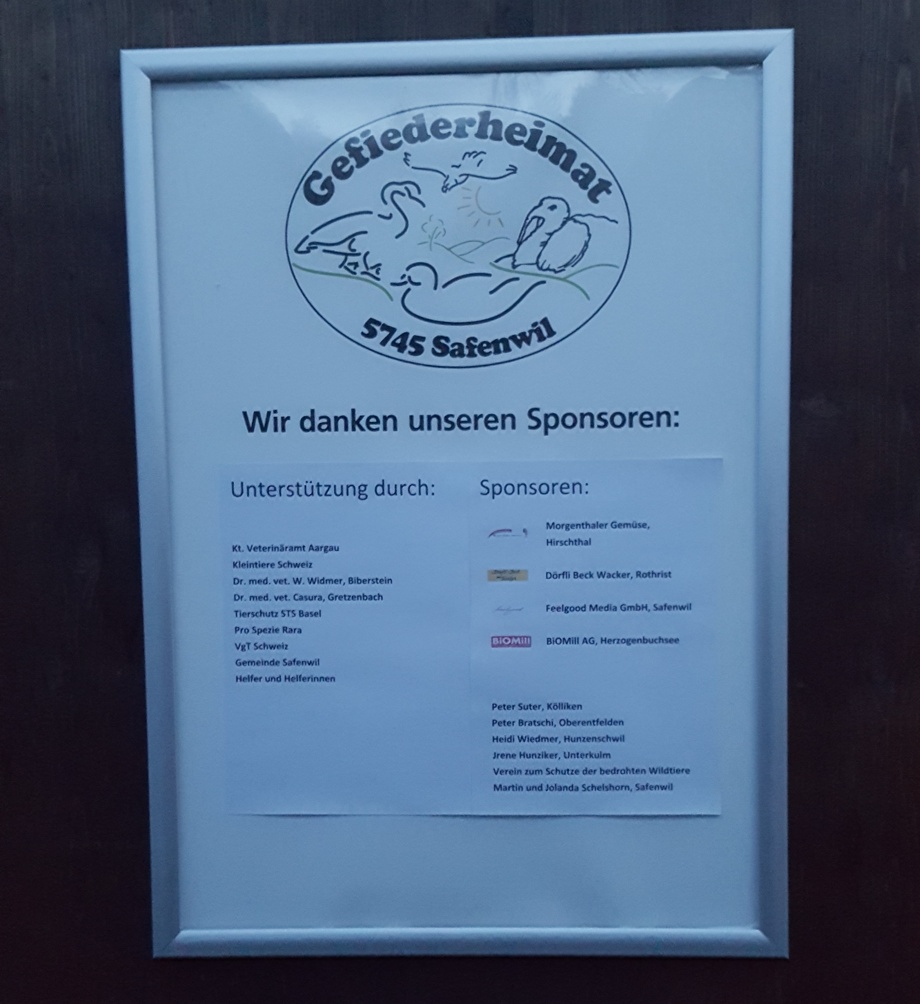 Gefiederheimat
5745 Safenwil
Wir danken unseren Sponsoren:
Unterstützung durch:
Kt. Veterinäramt Aargau
Kleintiere Schweiz
Dr. med. vet. W. Widmer, Biberstein
Dr. med. vet. Casura, Gretzenbach
Tierschutz STS Basel
Pro Spezie Rara
VgT Schweiz
Gemeinde Safenwil
Helfer und Helferinnen
Sponsoren:
Morgenthaler Gemüse,
Hirschthal
Dörfli Beck Wacker, Rothrist
Feelgood Media GmbH, Safenwil
BiOMill
BiOMill AG, Herzogenbuchsee
Peter Suter, Kölliken
Peter Bratschi, Oberentfelden
Heidi Wiedmer, Hunzenschwil
Jrene Hunziker, Unterkulm
Verein zum Schutze der bedrohten Wildtiere
Martin und Jolanda Schelshorn, Safenwil